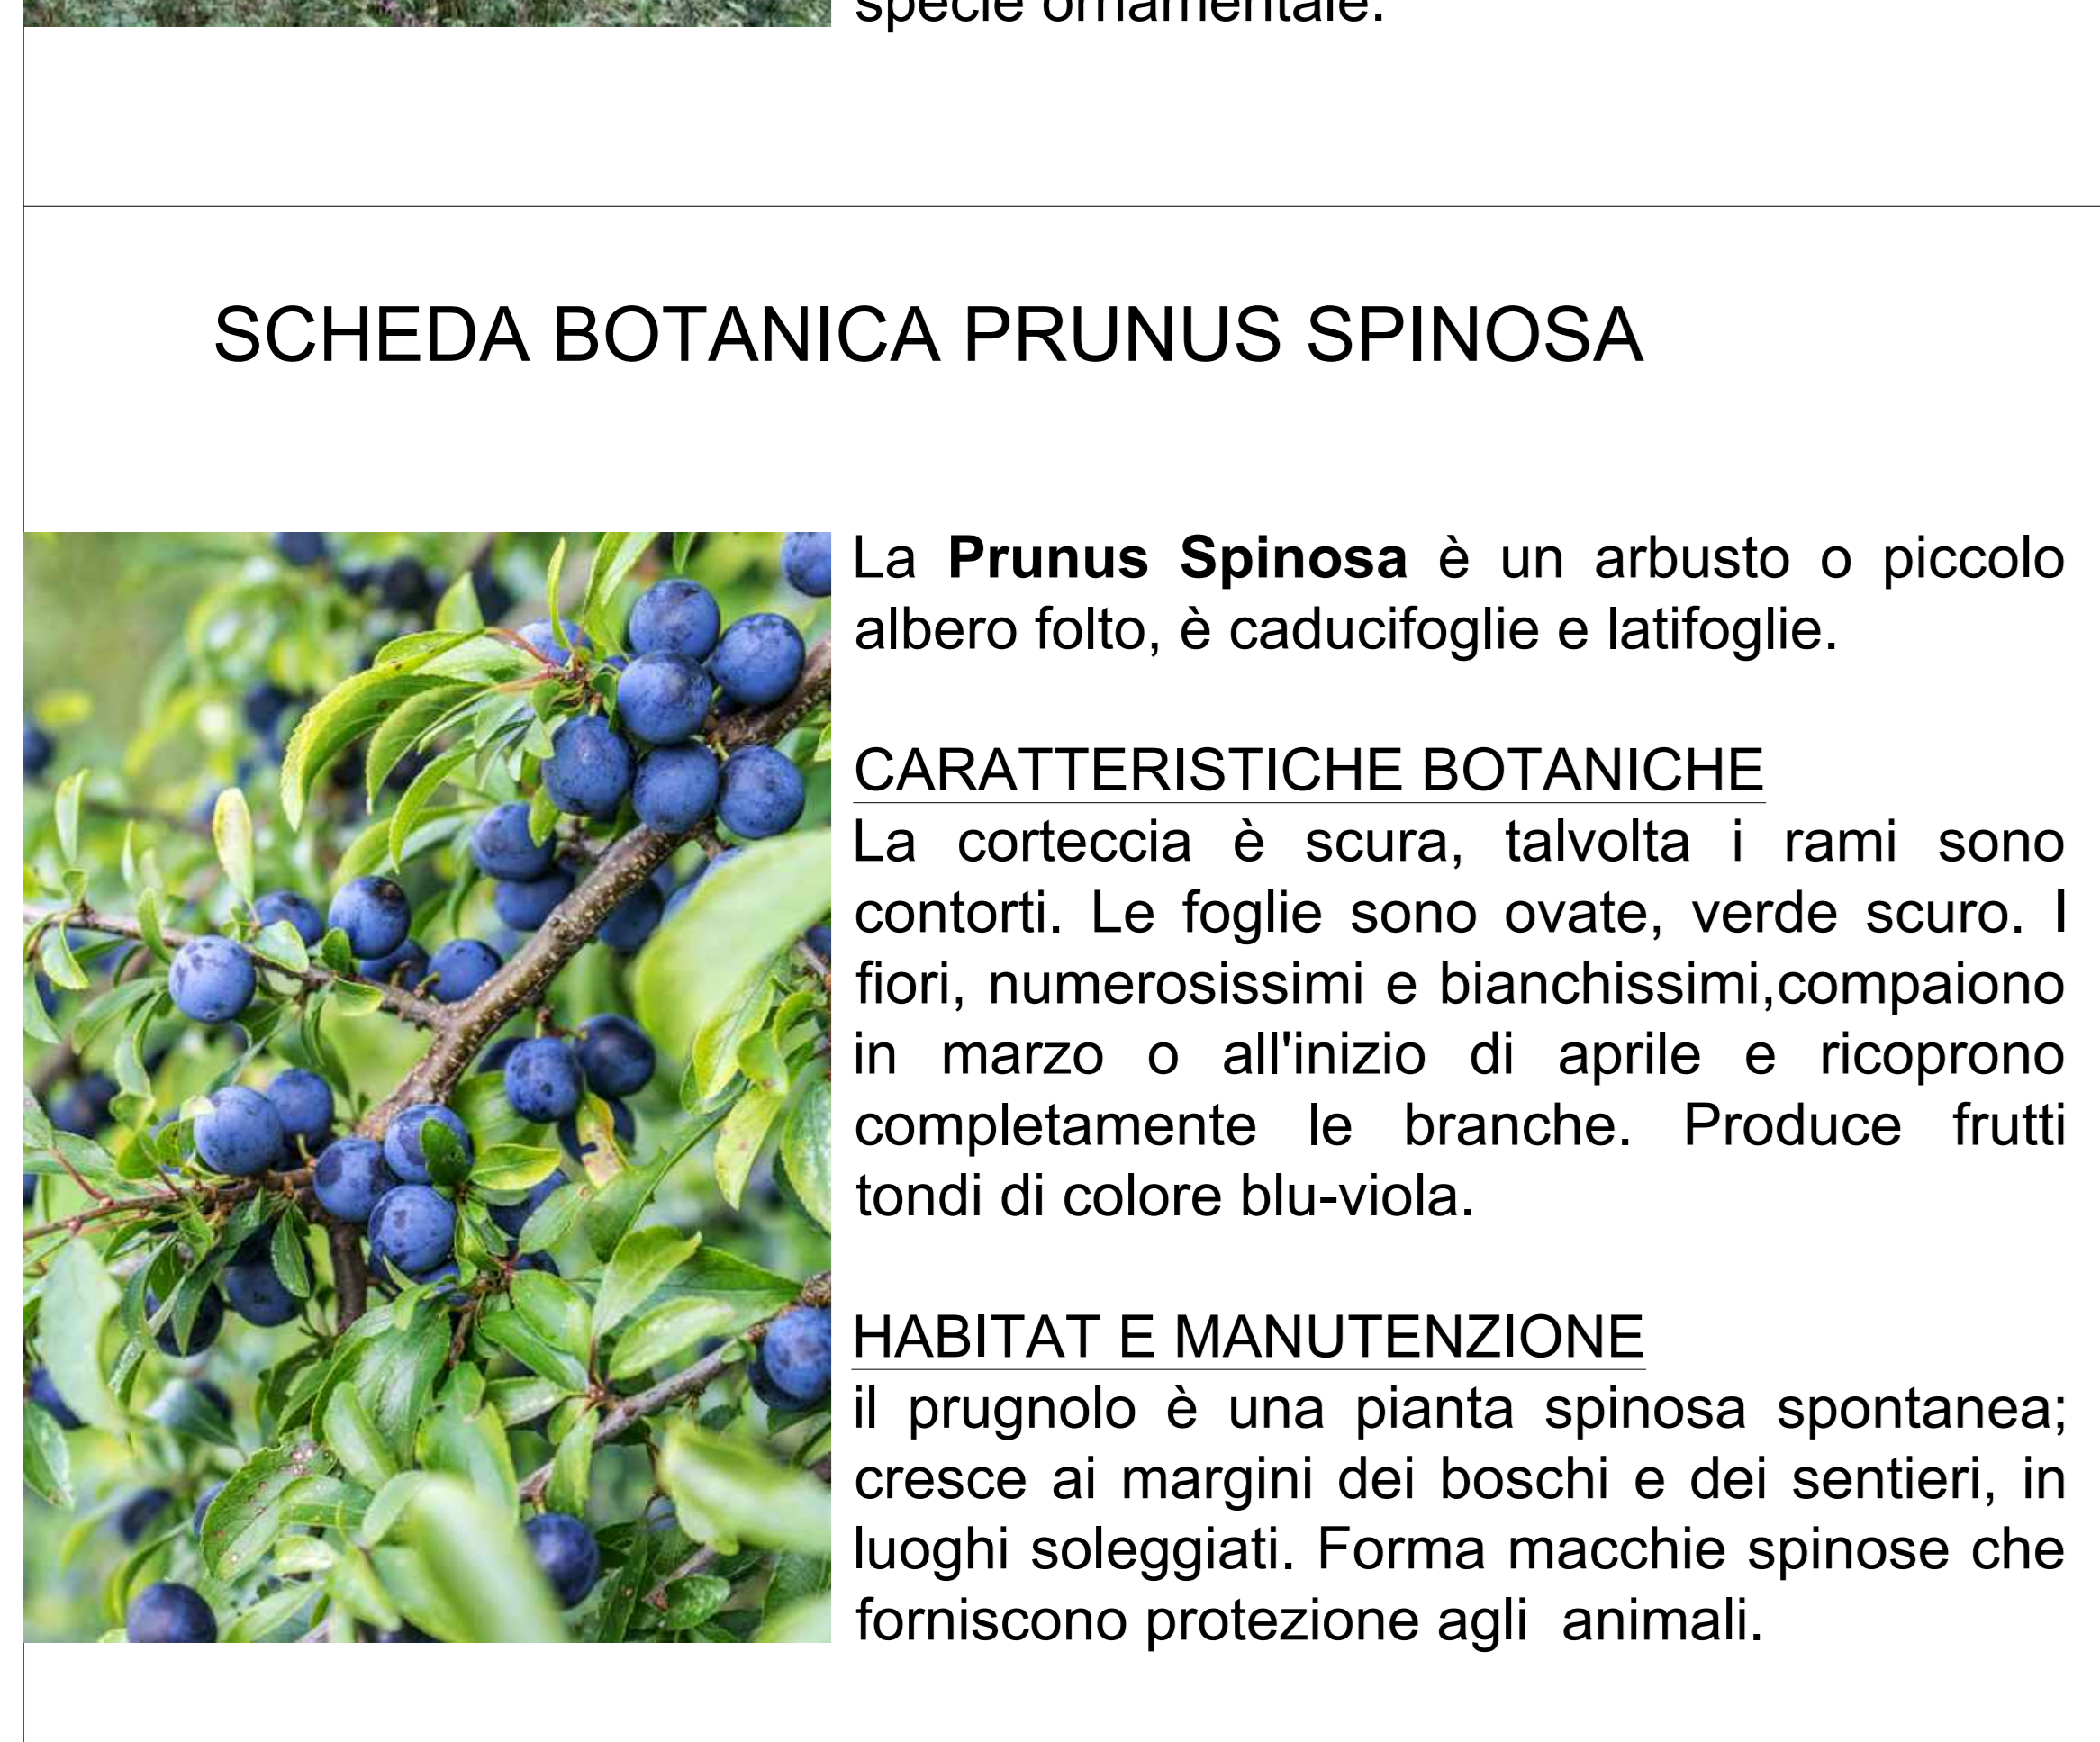 specie ornamentale.
SCHEDA BOTANICA PRUNUS SPINOSA
La Prunus Spinosa è un arbusto o piccolo
albero folto, è caducifoglie e latifoglie.
CARATTERISTICHE BOTANICHE
La corteccia è scura, talvolta i rami sono
contorti. Le foglie sono ovate, verde scuro. I
fiori, numerosissimi e bianchissimi,compaiono
in marzo o all'inizio di aprile e ricoprono
completamente le branche. Produce frutti
tondi di colore blu-viola.
HABITAT E MANUTENZIONE
il prugnolo è una pianta spinosa spontanea;
cresce ai margini dei boschi e dei sentieri, in
luoghi soleggiati. Forma macchie spinose che
forniscono protezione agli  animali.